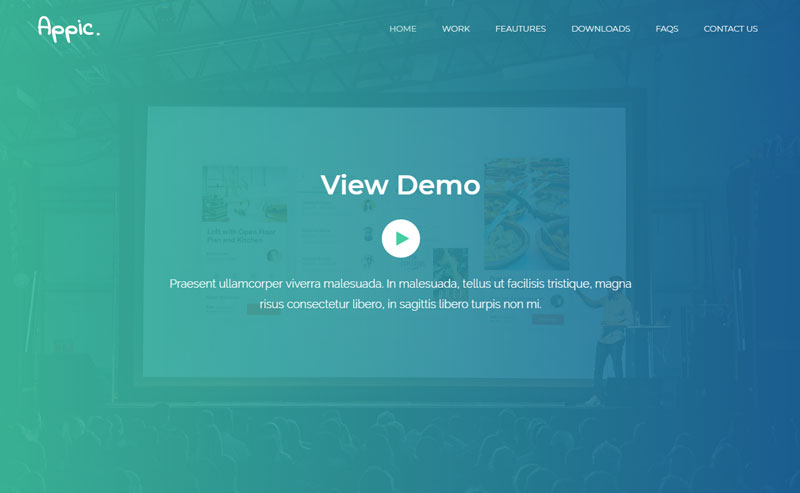 Appic.
HOME WORK FEAUTURES DOWNLOADS FAQS CONTACT US
View Demo
Loft with Open Floor
Plan and Kitchen
Praesent ullamcorper viverra malesuada. In malesuada, tellus ut facilisis tristique, magna
risus consectetur libero, in sagittis libero turpis non mi.